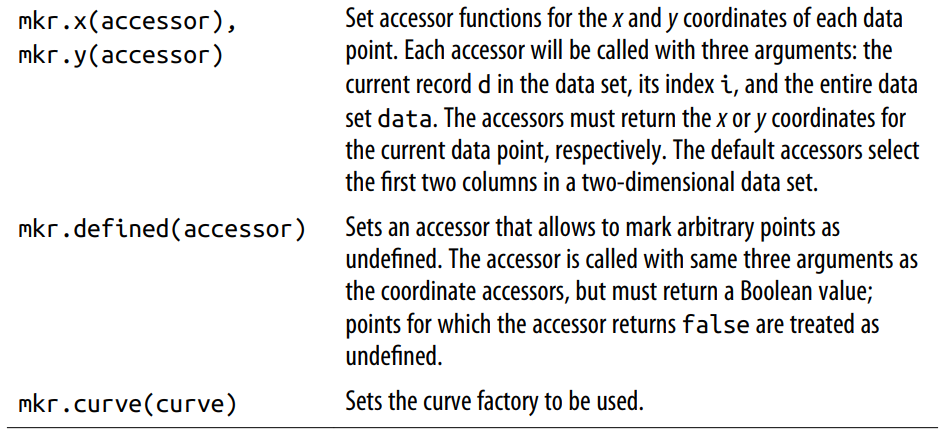 mkr.x(accessor),
mkr.y(accessor)
Set accessor functions for the x and y coordinates of each data
point. Each accessor will be called with three arguments: the
current record d in the data set, its index i, and the entire data
set data. The accessors must return the x or y coordinates for
the current data point, respectively. The default accessors select
the first two columns in a two-dimensional data set.
mkr.defined(accessor)
Sets an accessor that allows to mark arbitrary points as
undefined. The accessor is called with same three arguments as
the coordinate accessors, but must return a Boolean value;
points for which the accessor returns false are treated as
undefined.
mkr.curve(curve)
Sets the curve factory to be used.